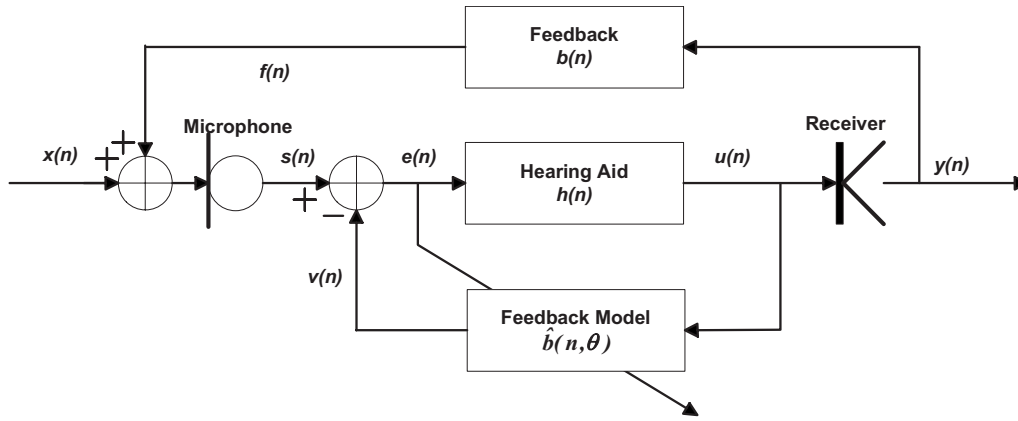 Feedback
b(n)
f(n)
Microphone
Receiver
x(n)
+
+
s(n)
e(n)
Hearing Aid
h(n)
u(n)
y(n)
+
−
v(n)
Feedback Model
b̂(n,θ)